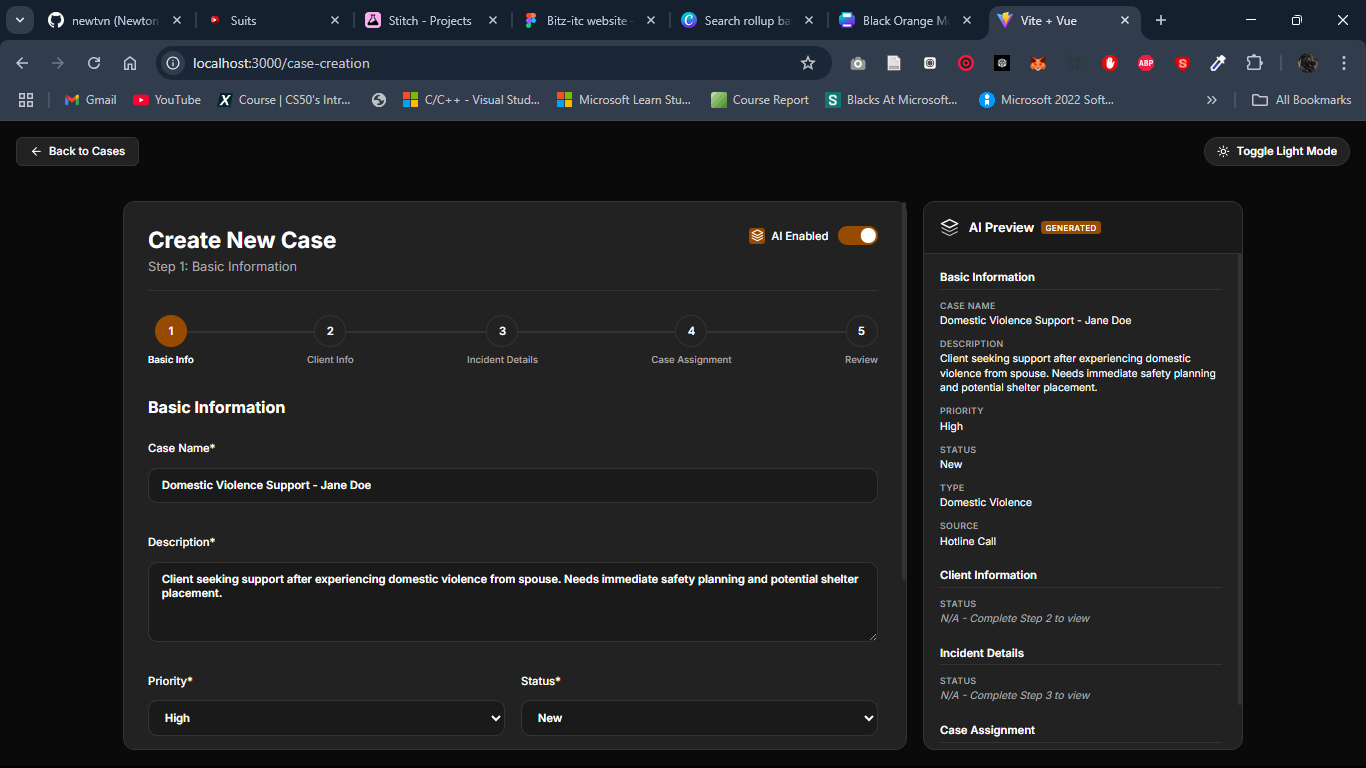 newtvn (Newton
Suits
Stitch - Projects
Bitz-itc website -
Search rollup ba
Black Orange Mo
Vite + Vue
localhost:3000/case-creation
ABP
Gmail
YouTube
Course | CS50's Intr...
C/C++ - Visual Stud...
Microsoft Learn Stu...
Course Report
Blacks At Microsoft...
Microsoft 2022 Soft...
»
All Bookmarks
← Back to Cases
Toggle Light Mode
Create New Case
AI Enabled
Step 1: Basic Information
1
2
3
4
5
Basic Info
Client Info
Incident Details
Case Assignment
Review
Basic Information
Case Name*
Domestic Violence Support - Jane Doe
Description*
Client seeking support after experiencing domestic violence from spouse. Needs immediate safety planning and potential shelter
placement.
Priority*
Status*
High
New
AI Preview
GENERATED
Basic Information
CASE NAME
Domestic Violence Support - Jane Doe
DESCRIPTION
Client seeking support after experiencing domestic
violence from spouse. Needs immediate safety planning
and potential shelter placement.
PRIORITY
High
STATUS
New
TYPE
Domestic Violence
SOURCE
Hotline Call
Client Information
STATUS
N/A - Complete Step 2 to view
Incident Details
STATUS
N/A - Complete Step 3 to view
Case Assignment